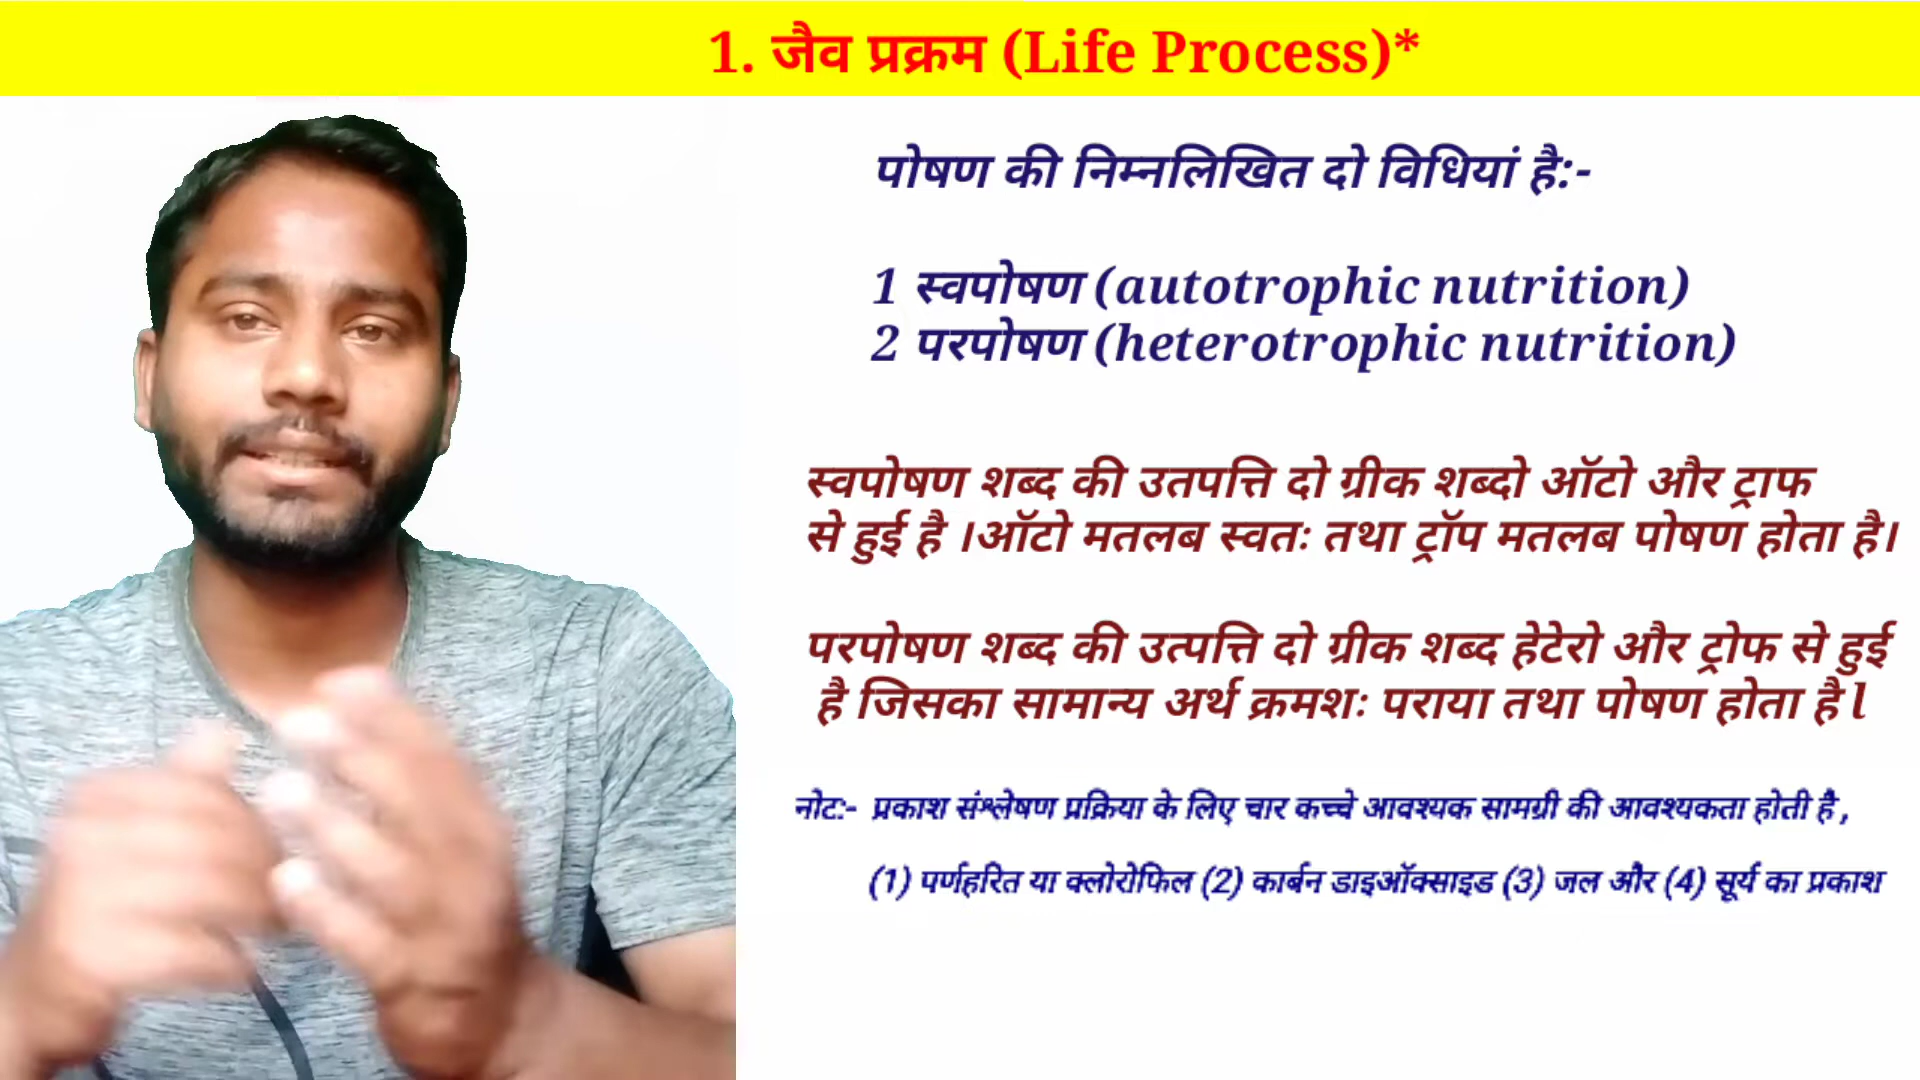 1. जैव प्रक्रम (Life Process)*
पोषण की निम्नलिखित दो विधियां है:-
1 स्वपोषण (autotrophic nutrition)
2 परपोषण (heterotrophic nutrition)
स्वपोषण शब्द की उतपत्ति दो ग्रीक शब्दो ऑटो और ट्राफ
से हुई है ।ऑटो मतलब स्वतः तथा ट्रॉप मतलब पोषण होता है।
परपोषण शब्द की उत्पत्ति दो ग्रीक शब्द हेटेरो और ट्रोफ से हुई
है जिसका सामान्य अर्थ क्रमशः पराया तथा पोषण होता है l
नोट:- प्रकाश संश्लेषण प्रक्रिया के लिए चार कच्चे आवश्यक सामग्री की आवश्यकता होती है ,
(1) पर्णहरित या क्लोरोफिल (2) कार्बन डाइऑक्साइड (3) जल और (4) सूर्य का प्रकाश